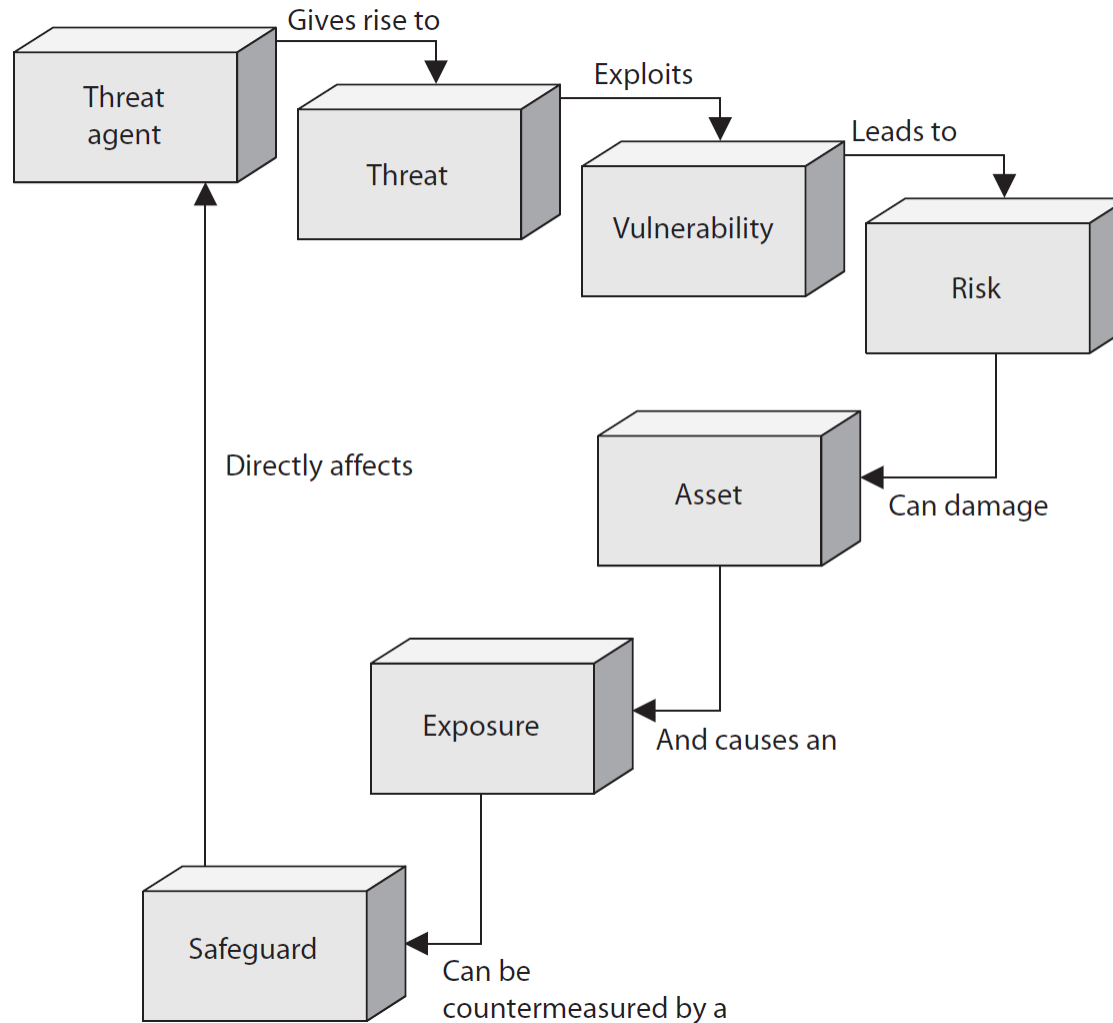 Gives rise to
Threat
agent
Exploits
Threat
Leads to
Vulnerability
Risk
Directly affects
Asset
Can damage
Exposure
And causes an
Safeguard
Can be
countermeasured by a